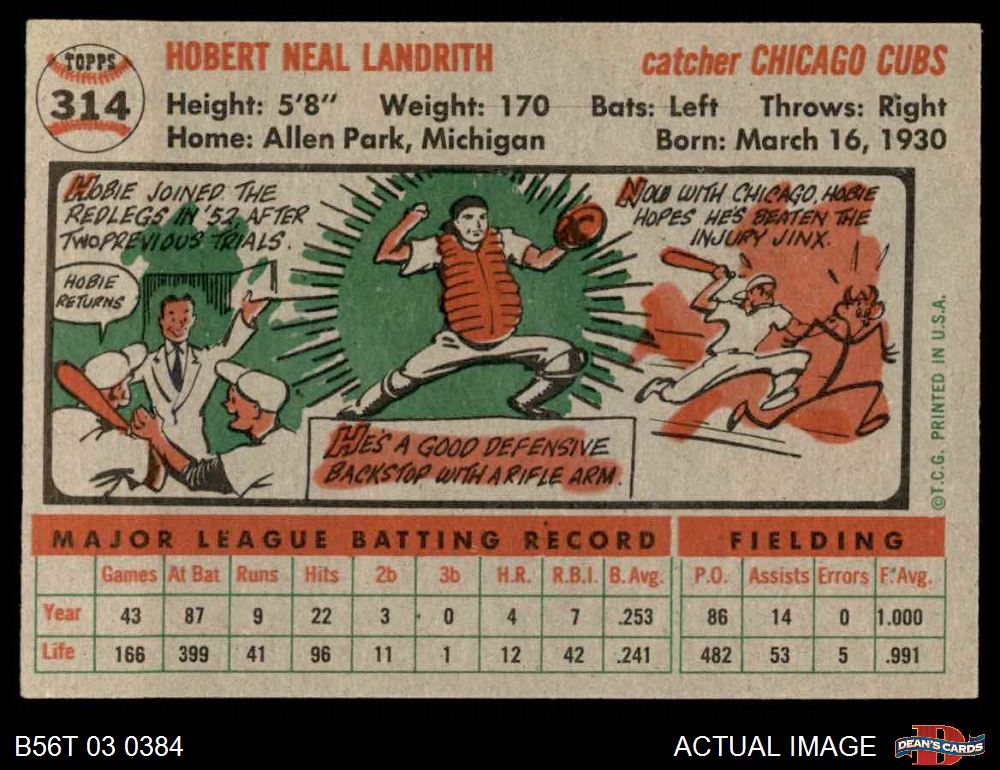 TOPPS
314
HOBERT NEAL LANDRITH
catcher CHICAGO CUBS
Height: 5'8" Weight: 170 Bats: Left Throws: Right
Home: Allen Park, Michigan Born: March 16, 1930
HOBIE JOINED THE
REDLEGS IN '52 AFTER
TWO PREVIOUS TRIALS.
HOBIE
RETURNS
HE'S A GOOD DEFENSIVE
BACKSTOP WITH A RIFLE ARM.
NOW WITH CHICAGO, HOBIE
HOPES HE'S BEATEN THE
INJURY JINX.
©T.C.G. PRINTED IN U.S.A.
MAJOR LEAGUE BATTING RECORD FIELDING
Games At Bat Runs Hits 2b 3b H.R. R.B.I. B.Avg. P.O. Assists Errors F.Avg.
Year 43 87 9 22 3 0 4 7 .253 86 14 0 1.000
Life 166 399 41 96 11 1 12 42 .241 482 53 5 .991
B56T 03 0384
ACTUAL IMAGE
D
DEAN'S CARDS